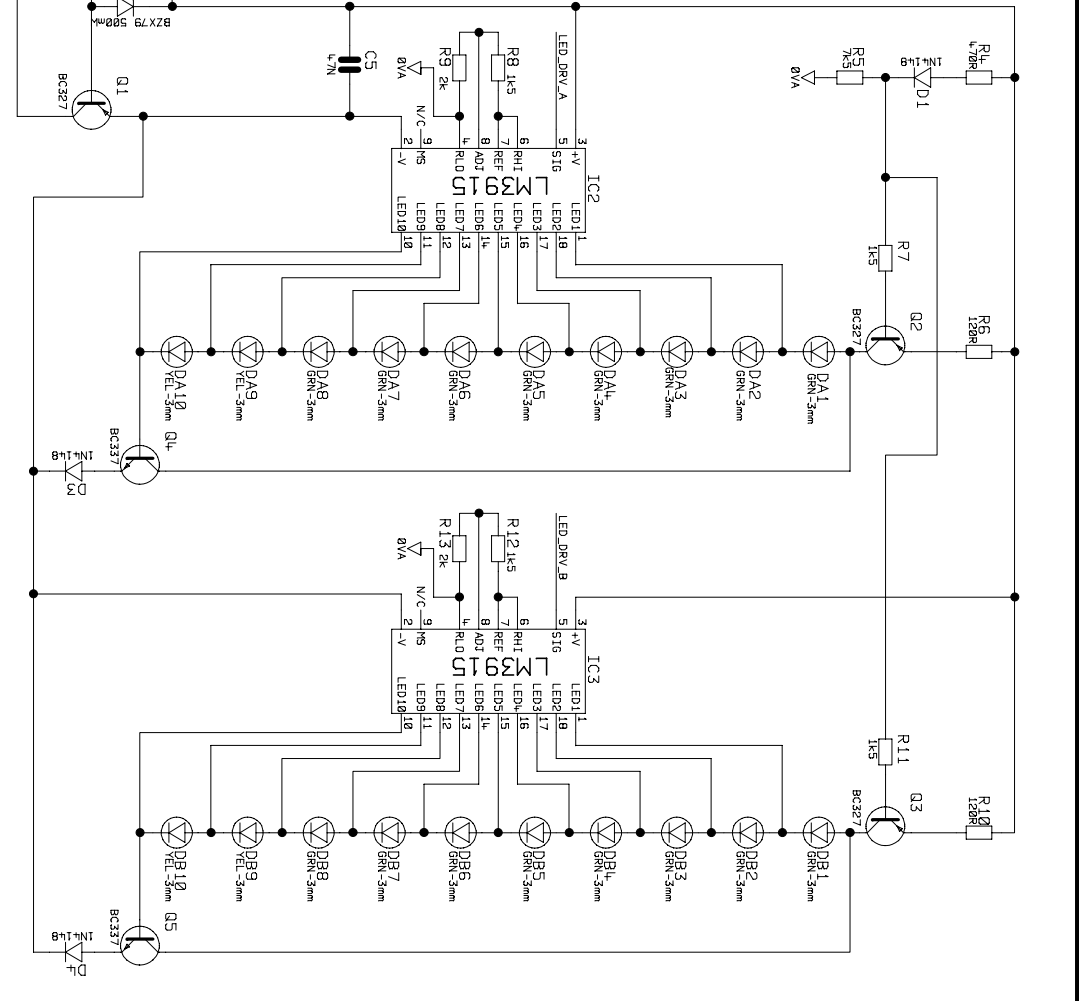 BZX79 500mW
Q1
BC327
C5
47N
R9
2k
0VA
R8
1k5
LED_DRV_A
R5
7k5
0VA
1N4148
D1
R4
470R
N/C
2
9
4
8
7
6
5
3
-V
MS
RLO
ADJ
REF
RHI
SIG
+V
LM3915
IC2
LED10
LED9
LED8
LED7
LED6
LED5
LED4
LED3
LED2
LED1
10
11
12
13
14
15
16
17
18
1
R7
1k5
Q2
BC327
R6
120R
DA10
YEL-3mm
DA9
YEL-3mm
DA8
GRN-3mm
DA7
GRN-3mm
DA6
GRN-3mm
DA5
GRN-3mm
DA4
GRN-3mm
DA3
GRN-3mm
DA2
GRN-3mm
DA1
GRN-3mm
Q4
BC337
1N4148
D3
R13
2k
0VA
R12
1k5
LED_DRV_B
N/C
2
9
4
8
7
6
5
3
-V
MS
RLO
ADJ
REF
RHI
SIG
+V
LM3915
IC3
LED10
LED9
LED8
LED7
LED6
LED5
LED4
LED3
LED2
LED1
10
11
12
13
14
15
16
17
18
1
R11
1k5
Q3
BC327
R10
120R
DB10
YEL-3mm
DB9
YEL-3mm
DB8
GRN-3mm
DB7
GRN-3mm
DB6
GRN-3mm
DB5
GRN-3mm
DB4
GRN-3mm
DB3
GRN-3mm
DB2
GRN-3mm
DB1
GRN-3mm
Q5
BC337
1N4148
D4